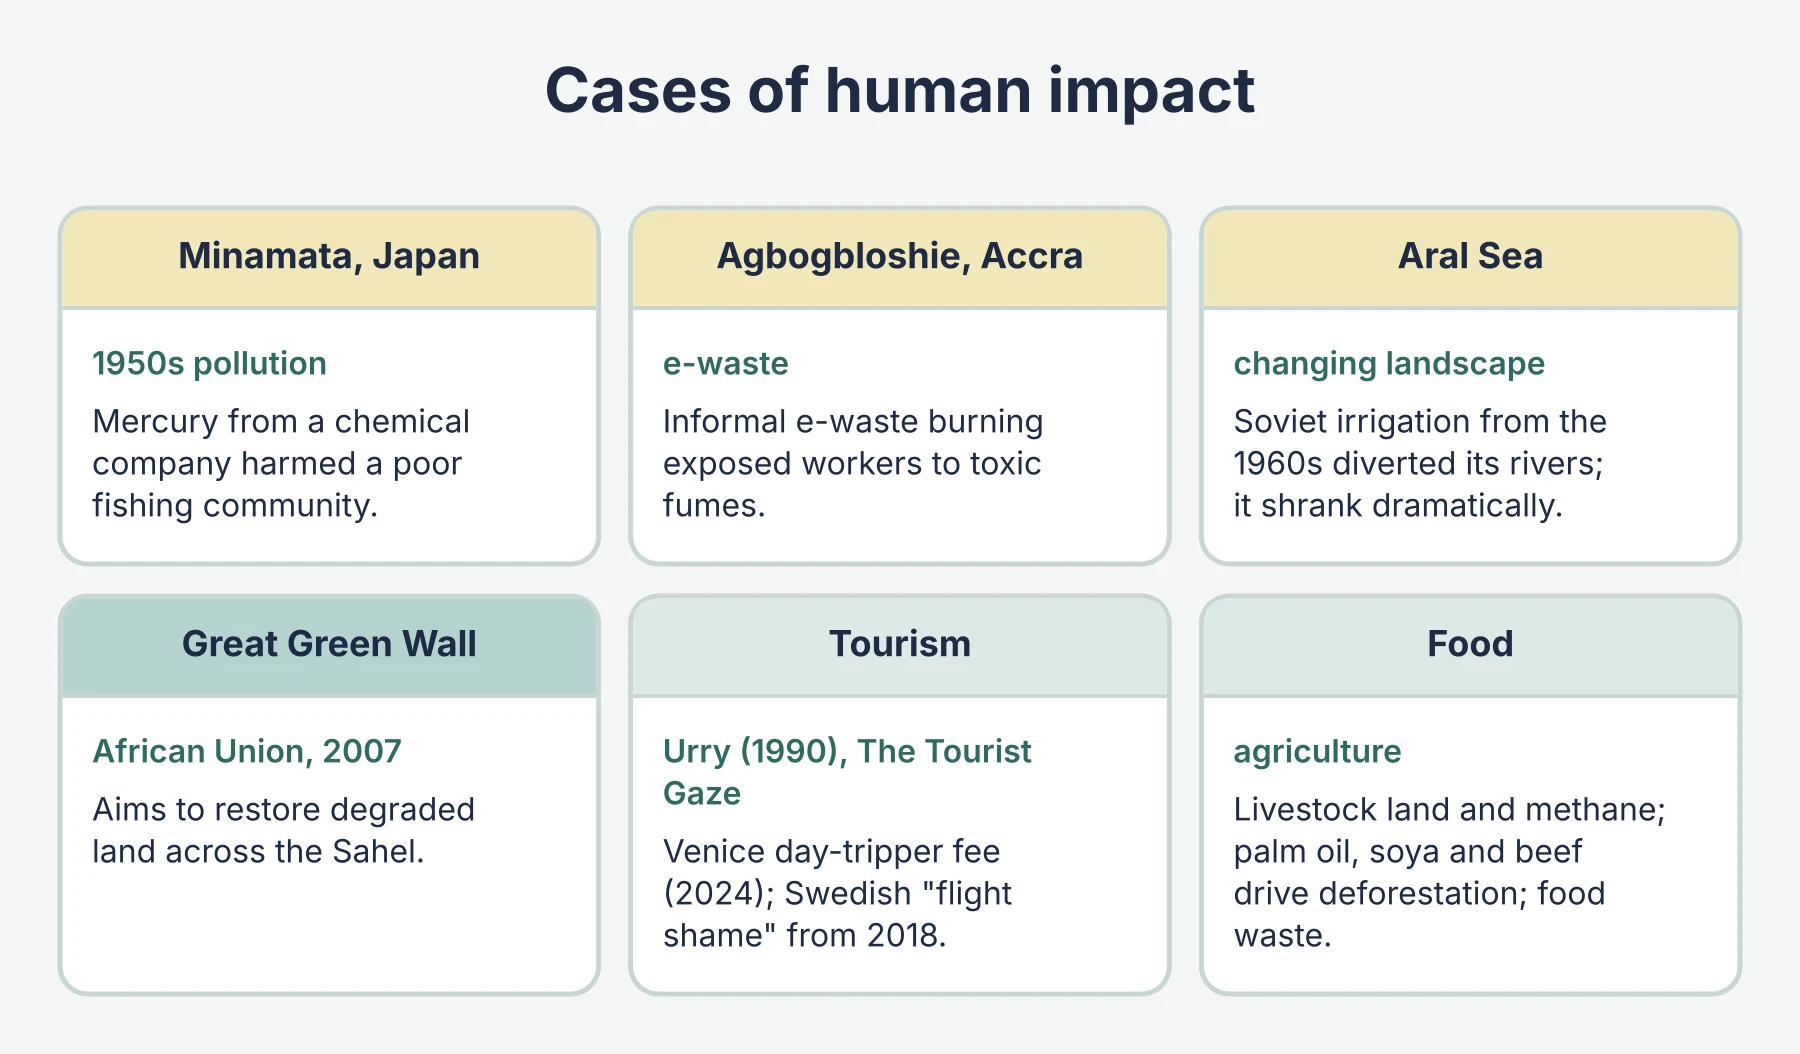 Cases of human impact
Minamata, Japan
1950s pollution
Mercury from a chemical
company harmed a poor
fishing community.
Agbogbloshie, Accra
e-waste
Informal e-waste burning
exposed workers to toxic
fumes.
Aral Sea
changing landscape
Soviet irrigation from the
1960s diverted its rivers;
it shrank dramatically.
Great Green Wall
African Union, 2007
Aims to restore degraded
land across the Sahel.
Tourism
Urry (1990), The Tourist
Gaze
Venice day-tripper fee
(2024); Swedish "flight
shame" from 2018.
Food
agriculture
Livestock land and methane;
palm oil, soya and beef
drive deforestation; food
waste.